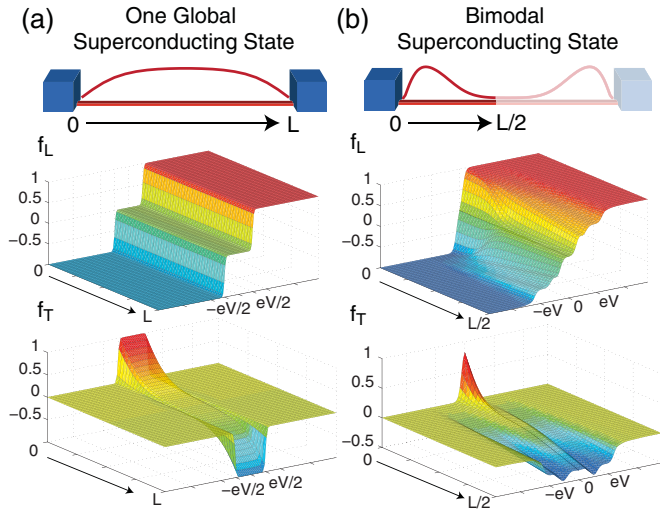 (a) One Global
Superconducting State
0 L
f_L
1
0.5
0
−0.5
0
L
−eV/2 eV/2
f_T
1
0.5
0
−0.5
0
L
−eV/2 eV/2
(b) Bimodal
Superconducting State
0 L/2
f_L
1
0.5
0
−0.5
0
L/2
−eV 0 eV
f_T
1
0.5
0
−0.5
0
L/2
−eV 0 eV